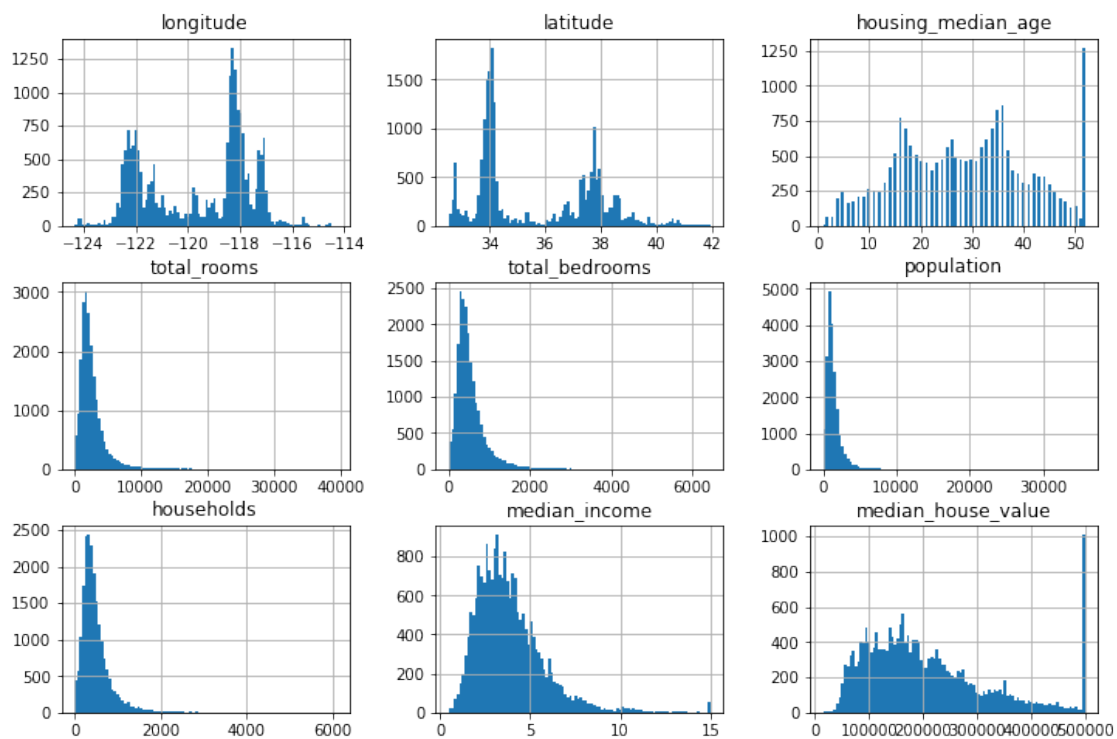 longitude
1250
1000
750
500
250
0
−124 −122 −120 −118 −116 −114
latitude
1500
1000
500
0
34 36 38 40 42
housing_median_age
1250
1000
750
500
250
0
0 10 20 30 40 50
total_rooms
3000
2000
1000
0
0 10000 20000 30000 40000
total_bedrooms
2500
2000
1500
1000
500
0
0 2000 4000 6000
population
5000
4000
3000
2000
1000
0
0 10000 20000 30000
households
2500
2000
1500
1000
500
0
0 2000 4000 6000
median_income
800
600
400
200
0
0 5 10 15
median_house_value
1000
800
600
400
200
0
0 100000 200000 300000 400000 500000